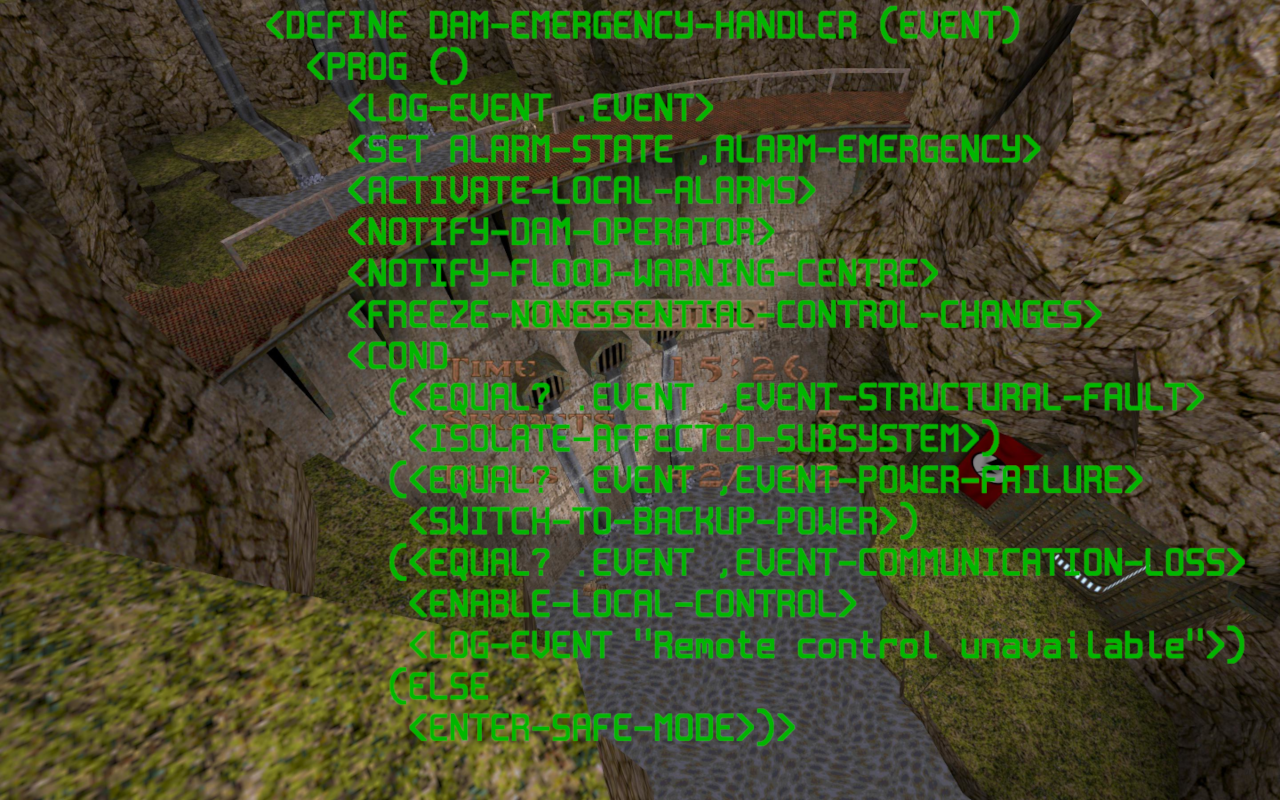 <DEFINE DAM-EMERGENCY-HANDLER (EVENT)
<PROG ()
<LOG-EVENT .EVENT>
<SET ALARM-STATE ,ALARM-EMERGENCY>
<ACTIVATE-LOCAL-ALARMS>
<NOTIFY-DAM-OPERATOR>
<NOTIFY-FLOOD-WARNING-CENTRE>
<FREEZE-NONESSENTIAL-CONTROL-CHANGES>
<COND
TIME 15:26
(<EQUAL? .EVENT ,EVENT-STRUCTURAL-FAULT>
<ISOLATE-AFFECTED-SUBSYSTEM>)
(<EQUAL? .EVENT ,EVENT-POWER-FAILURE>
<SWITCH-TO-BACKUP-POWER>)
(<EQUAL? .EVENT ,EVENT-COMMUNICATION-LOSS>
<ENABLE-LOCAL-CONTROL>
<LOG-EVENT "Remote control unavailable">)
(ELSE
<ENTER-SAFE-MODE>)>